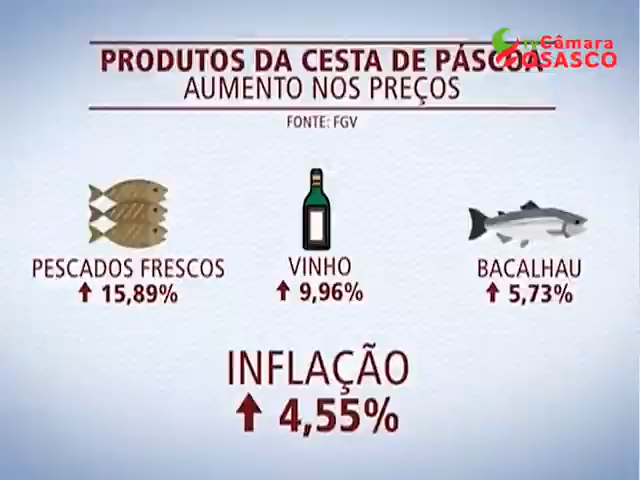 PRODUTOS DA CESTA DE PÁSCOA
TV Câmara
OSASCO
AUMENTO NOS PREÇOS
FONTE: FGV
PESCADOS FRESCOS
15,89%
VINHO
9,96%
BACALHAU
5,73%
INFLAÇÃO
4,55%